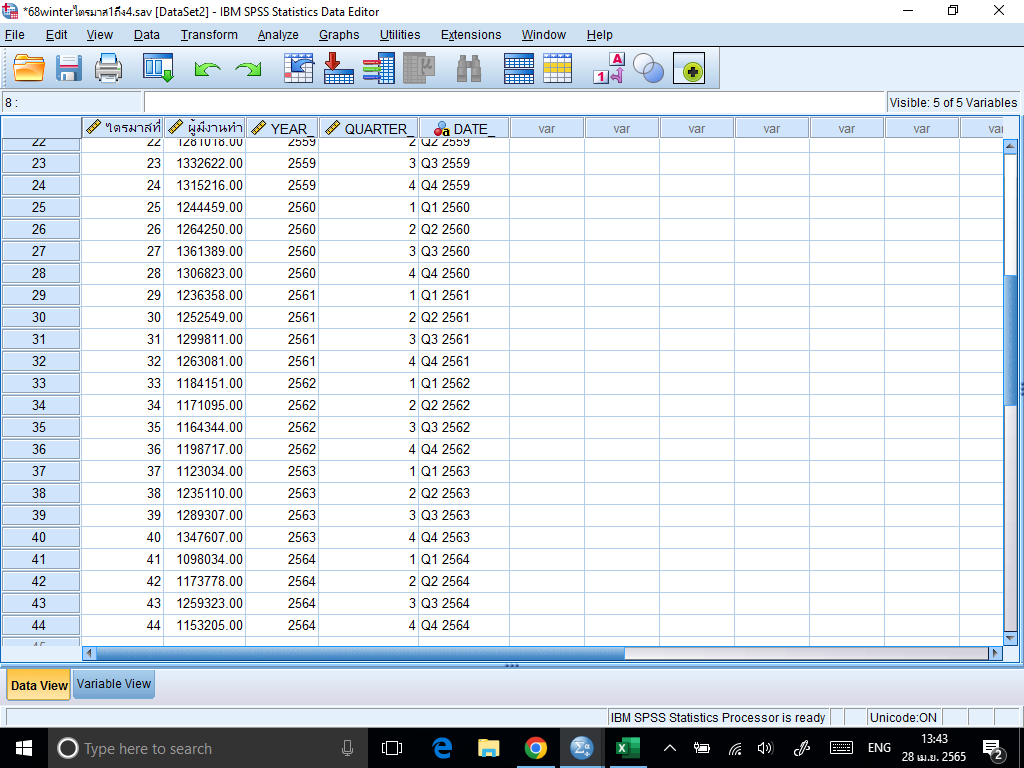 *68winterไตรมาส1ถึง4.sav [DataSet2] - IBM SPSS Statistics Data Editor
File Edit View Data Transform Analyze Graphs Utilities Extensions Window Help
8 :
Visible: 5 of 5 Variables
ไตรมาสที่ ผู้มีงานทำ YEAR_ QUARTER_ DATE_ var var var var var var var
22 22 1281018.00 2559 2 Q2 2559
23 23 1332622.00 2559 3 Q3 2559
24 24 1315216.00 2559 4 Q4 2559
25 25 1244459.00 2560 1 Q1 2560
26 26 1264250.00 2560 2 Q2 2560
27 27 1361389.00 2560 3 Q3 2560
28 28 1306823.00 2560 4 Q4 2560
29 29 1236358.00 2561 1 Q1 2561
30 30 1252549.00 2561 2 Q2 2561
31 31 1299811.00 2561 3 Q3 2561
32 32 1263081.00 2561 4 Q4 2561
33 33 1184151.00 2562 1 Q1 2562
34 34 1171095.00 2562 2 Q2 2562
35 35 1164344.00 2562 3 Q3 2562
36 36 1198717.00 2562 4 Q4 2562
37 37 1123034.00 2563 1 Q1 2563
38 38 1235110.00 2563 2 Q2 2563
39 39 1289307.00 2563 3 Q3 2563
40 40 1347607.00 2563 4 Q4 2563
41 41 1098034.00 2564 1 Q1 2564
42 42 1173778.00 2564 2 Q2 2564
43 43 1259323.00 2564 3 Q3 2564
44 44 1153205.00 2564 4 Q4 2564
Data View Variable View
IBM SPSS Statistics Processor is ready Unicode:ON
Type here to search
ENG
13:43
28 เม.ย. 2565
2